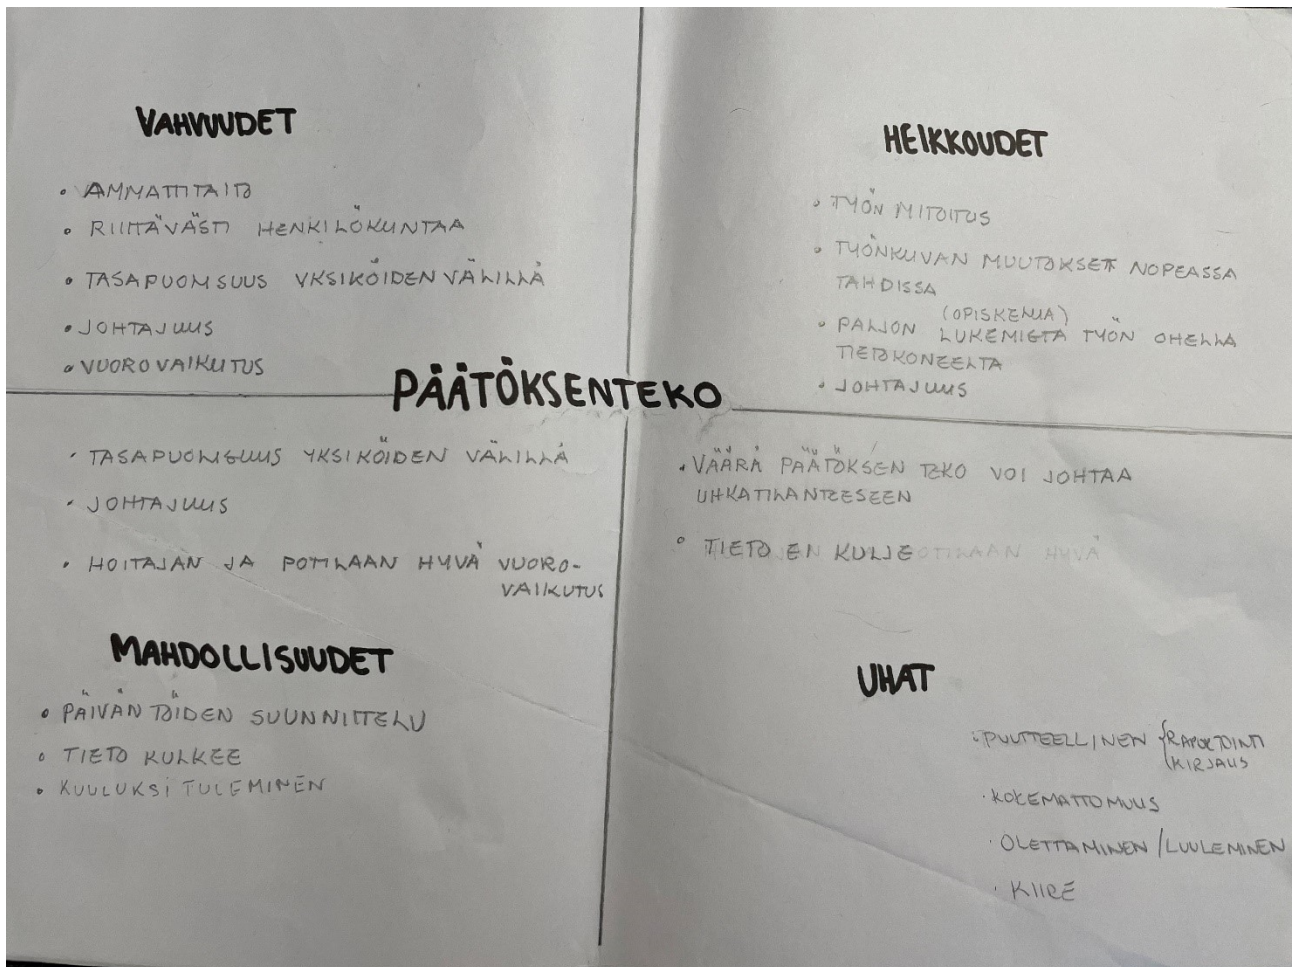 VAHVUUDET
• AMMATTITAITO
• RIITTÄVÄSTI HENKILÖKUNTAA
• TASAPUOLISUUS YKSIKÖIDEN VÄLILLÄ
• JOHTAJUUS
• VUOROVAIKUTUS
HEIKKOUDET
• TYÖN MITOITUS
• TYÖNKUVAN MUUTOKSET NOPEASSA
TAHDISSA
(OPISKELUA)
• PALJON LUKEMISTA TYÖN OHELLA
TIETOKONEELTA
• JOHTAJUUS
PÄÄTÖKSENTEKO
• TASAPUOLISUUS YKSIKÖIDEN VÄLILLÄ
• JOHTAJUUS
• HOITAJAN JA POTILAAN HYVÄ VUORO-
VAIKUTUS
MAHDOLLISUUDET
• PÄIVÄN TÖIDEN SUUNNITTELU
• TIETO KULKEE
• KUULUKSI TULEMINEN
• VÄÄRÄ PÄÄTÖKSEN TEKO VOI JOHTAA
UHKATILANTEESEEN
• TIETO EN KULJE
UHAT
• PUUTTEELLINEN { RAPORTOINTI
KIRJAUS
• KOKEMATTOMUUS
• OLETTAMINEN / LUULEMINEN
• KIIRE